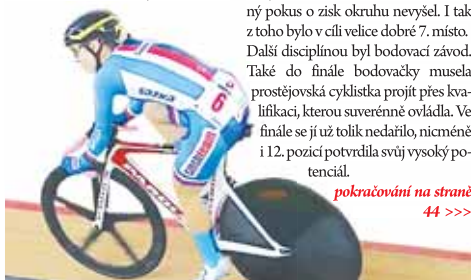 ný pokus o zisk okruhu nevyšel. I tak
z toho bylo v cíli velice dobré 7. místo.
Další disciplínou byl bodovací závod.
Také do finále bodovačky musela
prostějovská cyklistka projít přes kva-
lifikaci, kterou suverénně ovládla. Ve
finále se jí už tolik nedařilo, nicméně
i 12. pozicí potvrdila svůj vysoký po-
tenciál.
pokračování na straně
44 >>>
6